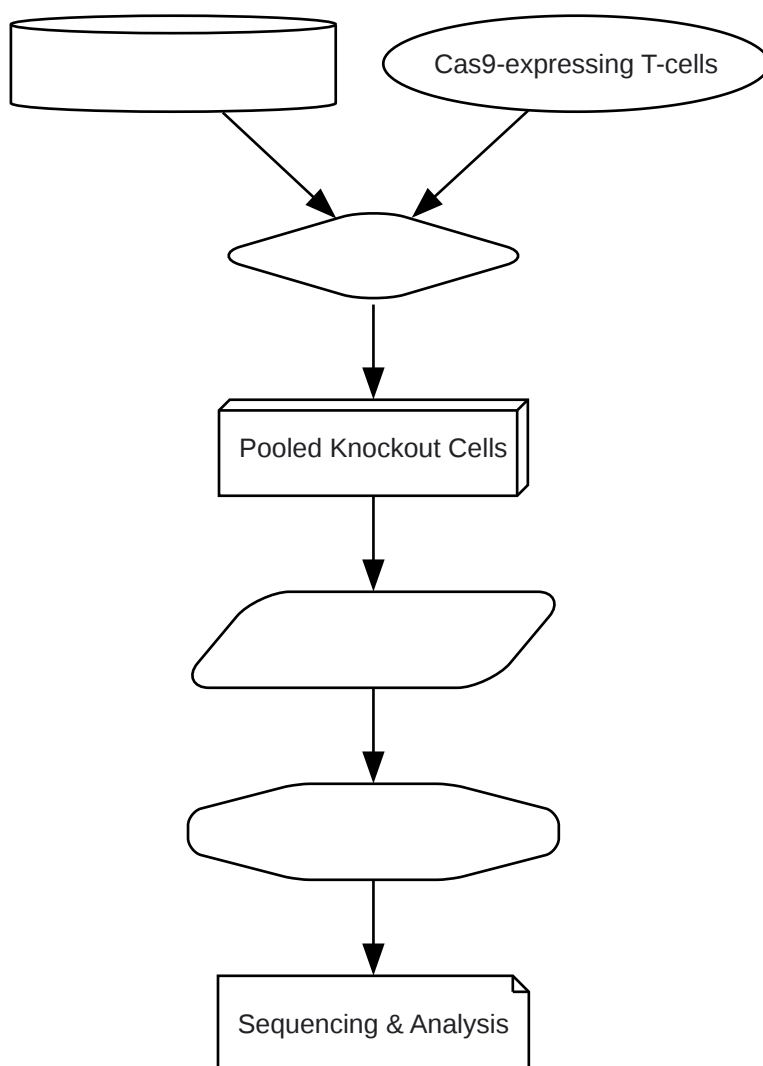 Cas9-expressing T-cells
Pooled Knockout Cells
Sequencing & Analysis